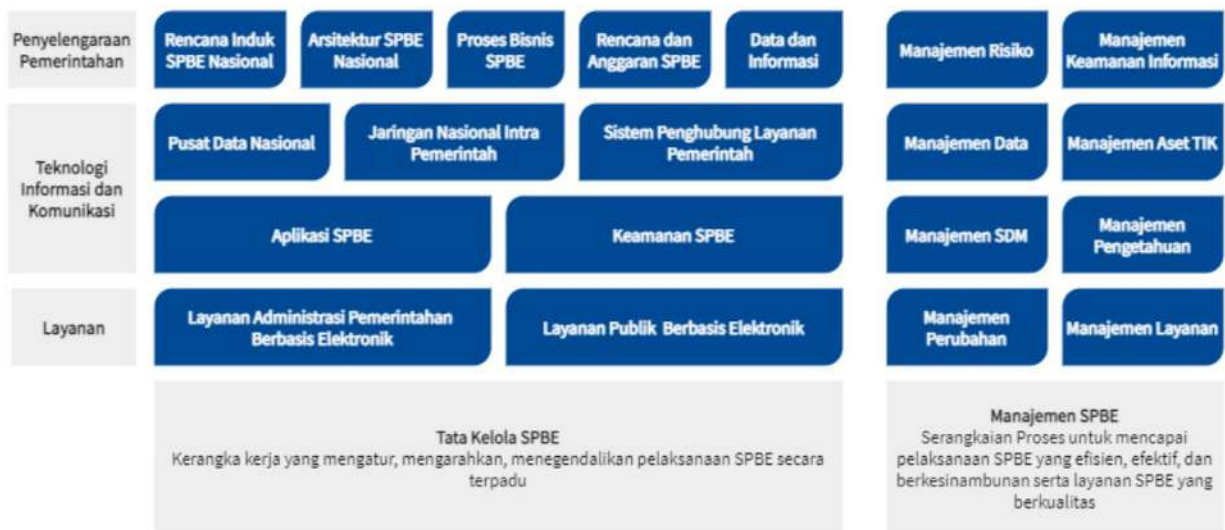 Penyelengaraan
Pemerintahan
Rencana Induk
SPBE Nasional
Arsitektur SPBE
Nasional
Proses Bisnis
SPBE
Rencana dan
Anggaran SPBE
Data dan
Informasi
Manajemen Risiko
Manajemen
Keamanan Informasi
Teknologi
Informasi dan
Komunikasi
Pusat Data Nasional
Jaringan Nasional Intra
Pemerintah
Sistem Penghubung Layanan
Pemerintah
Manajemen Data
Manajemen Aset TIK
Aplikasi SPBE
Keamanan SPBE
Manajemen SDM
Manajemen
Pengetahuan
Layanan
Layanan Administrasi Pemerintahan
Berbasis Elektronik
Layanan Publik Berbasis Elektronik
Manajemen
Perubahan
Manajemen Layanan
Tata Kelola SPBE
Kerangka kerja yang mengatur, mengarahkan, menegendalikan pelaksanaan SPBE secara
terpadu
Manajemen SPBE
Serangkaian Proses untuk mencapai
pelaksanaan SPBE yang efisien, efektif, dan
berkesinambunan serta layanan SPBE yang
berkualitas